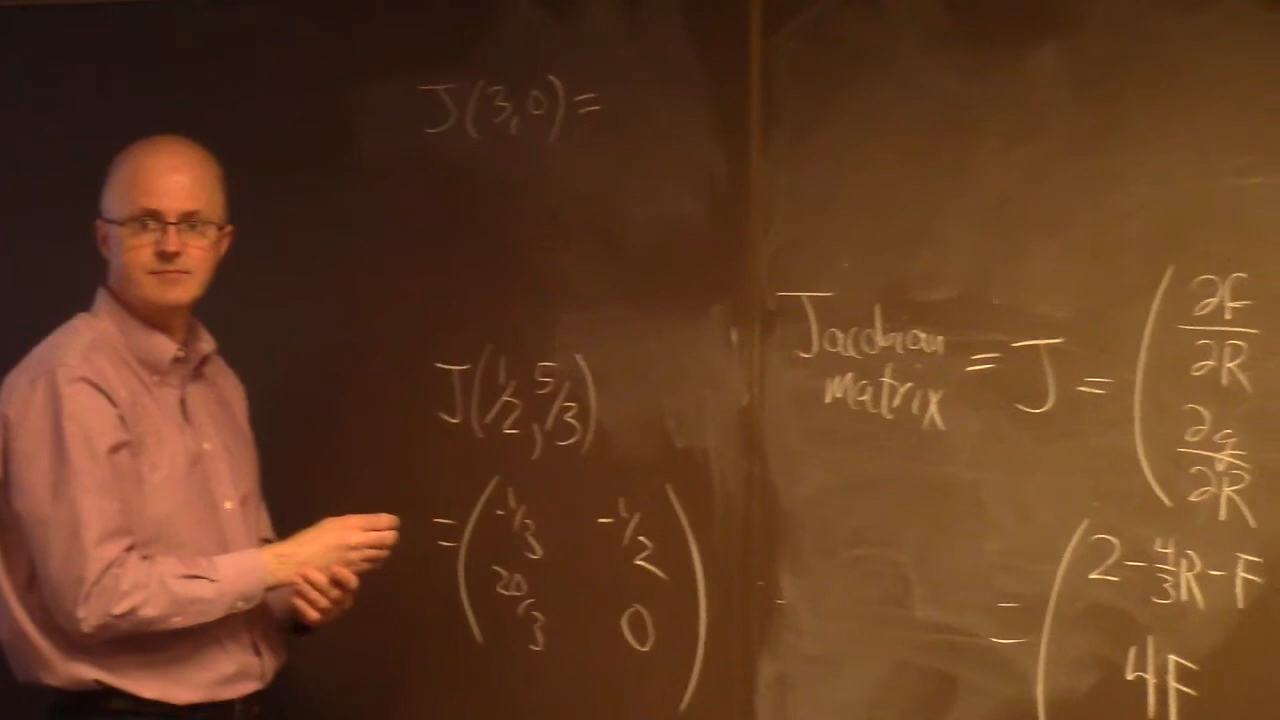 J(3,0)=
J(1/2, 5/3)
= ( -1/3 -1/2
20/3 0 )
Jacobian matrix = J = ( ∂F/∂R
∂g/∂R
= ( 2 - 4/3 R - F
4F